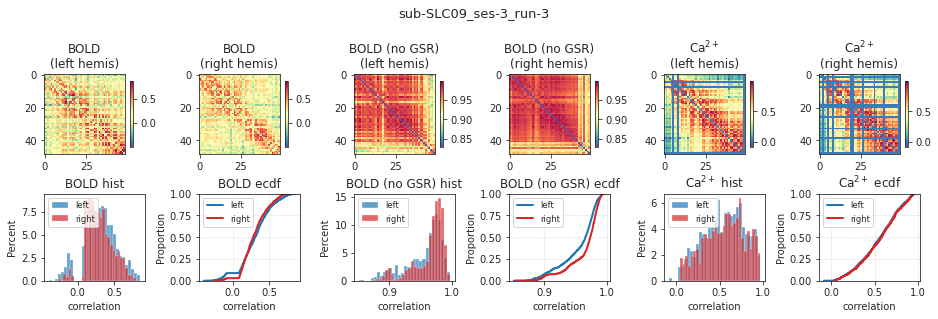 sub-SLC09_ses-3_run-3
BOLD
(left hemis)
BOLD
(right hemis)
BOLD (no GSR)
(left hemis)
BOLD (no GSR)
(right hemis)
Ca²⁺
(left hemis)
Ca²⁺
(right hemis)
0
20
40
0
25
0.5
0.0
0
20
40
0
25
0.5
0.0
0
20
40
0
25
0.95
0.90
0.85
0
20
40
0
25
0.95
0.90
0.85
0
20
40
0
25
0.5
0.0
0
20
40
0
25
0.5
0.0
BOLD hist
Percent
7.5
5.0
2.5
0.0
left
right
0.0
0.5
correlation
BOLD ecdf
Proportion
1.00
0.75
0.50
0.25
0.00
left
right
0.0
0.5
correlation
BOLD (no GSR) hist
Percent
15
10
5
0
left
right
0.9
1.0
correlation
BOLD (no GSR) ecdf
Proportion
1.00
0.75
0.50
0.25
0.00
left
right
0.9
1.0
correlation
Ca²⁺ hist
Percent
6
4
2
0
left
right
0.0
0.5
1.0
correlation
Ca²⁺ ecdf
Proportion
1.00
0.75
0.50
0.25
0.00
left
right
0.0
0.5
1.0
correlation